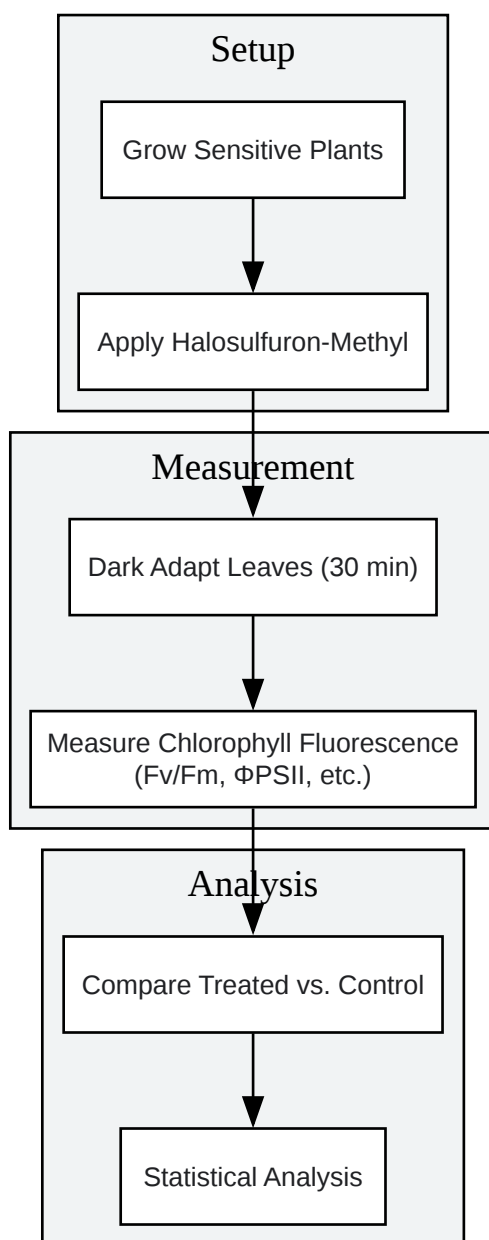 Setup
Grow Sensitive Plants
Apply Halosulfuron-Methyl
Measurement
Dark Adapt Leaves (30 min)
Measure Chlorophyll Fluorescence
(Fv/Fm, ΦPSII, etc.)
Analysis
Compare Treated vs. Control
Statistical Analysis